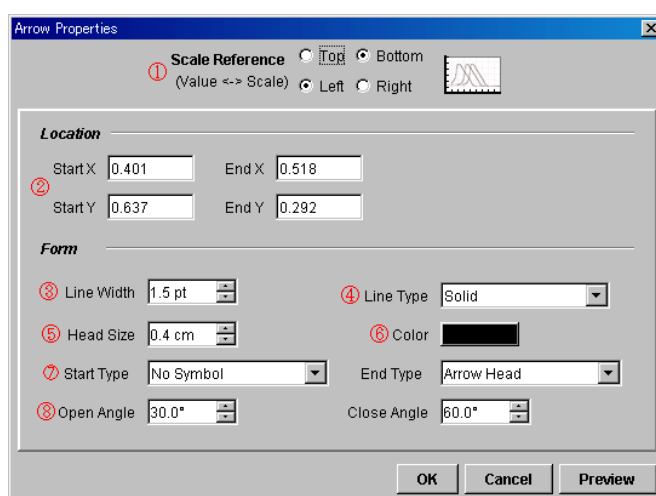 Arrow Properties
① Scale Reference Top Bottom
(Value <-> Scale) Left Right
Location
② Start X 0.401 End X 0.518
Start Y 0.637 End Y 0.292
Form
③ Line Width 1.5 pt ④ Line Type Solid
⑤ Head Size 0.4 cm ⑥ Color
⑦ Start Type No Symbol End Type Arrow Head
⑧ Open Angle 30.0° Close Angle 60.0°
OK Cancel Preview